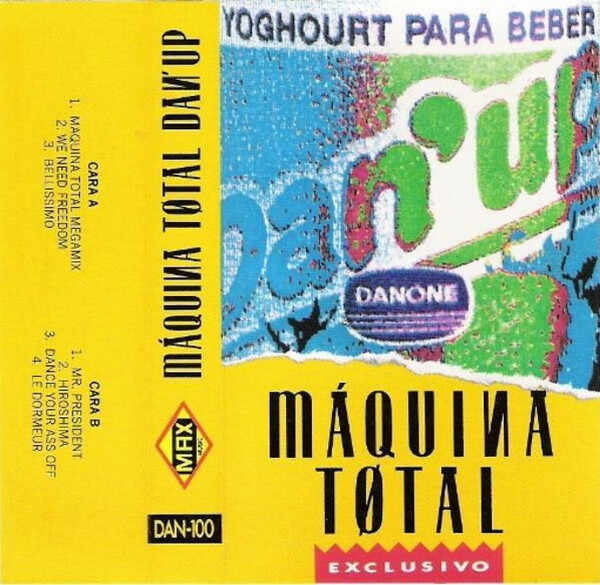 CARA A
1. MAQUINA TOTAL MEGAMIX
2. WE NEED FREEDOM
3. BELLISSIMO
CARA B
1. MR. PRESIDENT
2. HIROSHIMA
3. DANCE YOUR ASS OFF
4. LE DORMEUR
MÁQUINA TØTAL DAN'UP
MAX
MUSIC
DAN-100
YOGHOURT PARA BEBER
Dan'up
DANONE
MÁQUINA
TØTAL
EXCLUSIVO